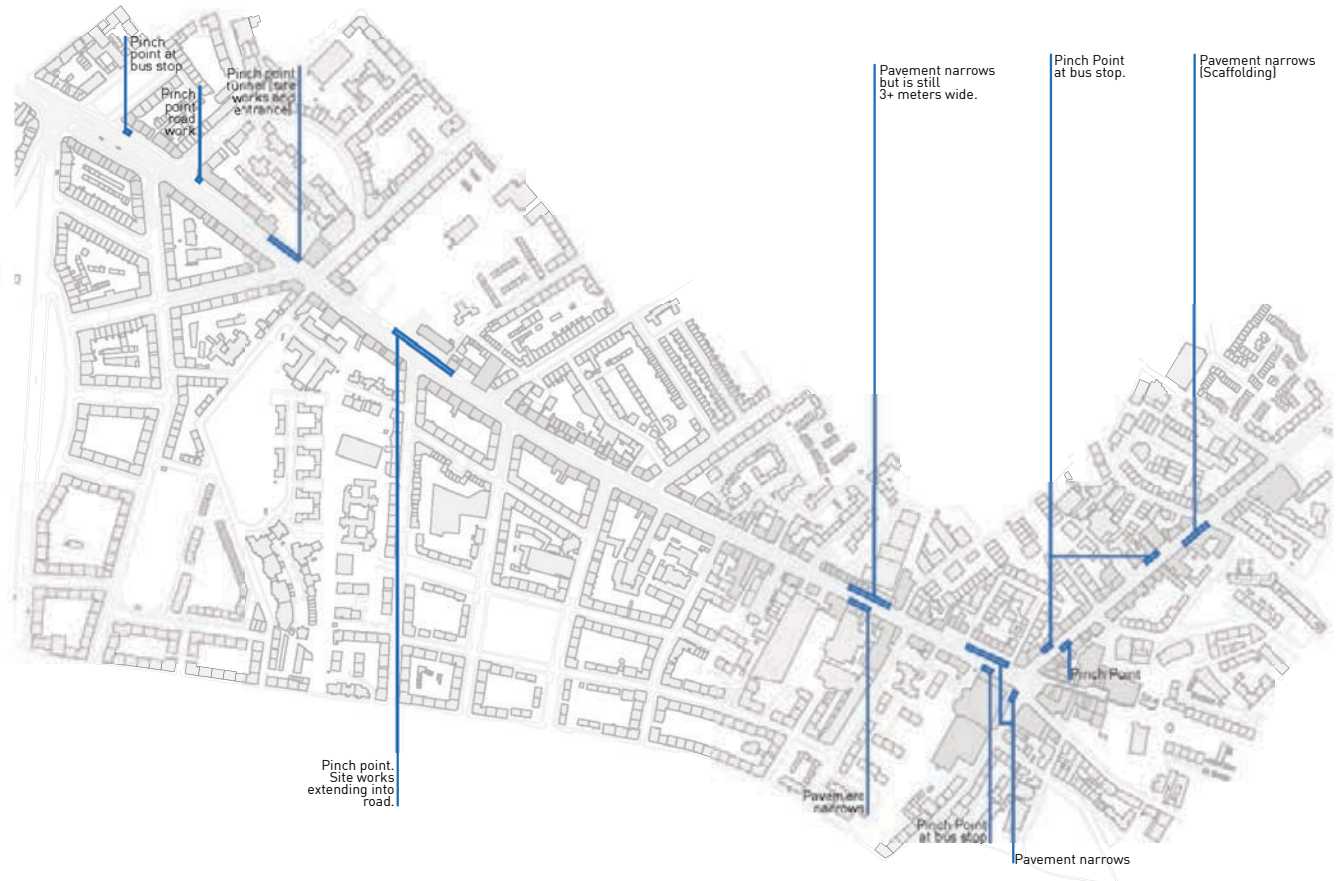 Pinch
point at
bus stop
Pinch
point
road
work
Pinch point
tunnel (site
works and
entrance)
Pavement narrows
but is still
3+ meters wide.
Pinch Point
at bus stop.
Pavement narrows
(Scaffolding)
Pinch Point
Pinch point.
Site works
extending into
road.
Pavement
narrows
Pinch Point
at bus stop
Pavement narrows